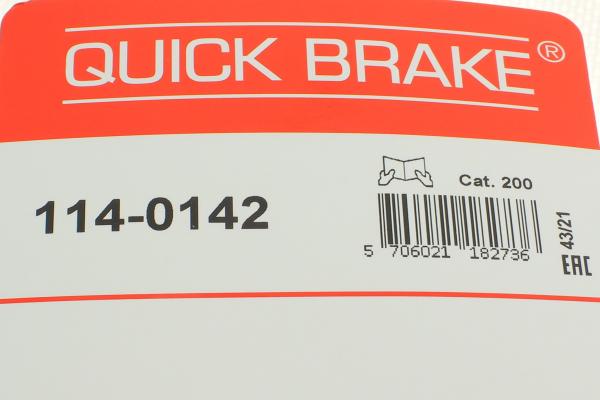 QUICK BRAKE®
114-0142
Cat. 200
5 706021 182736
43/21
EAC